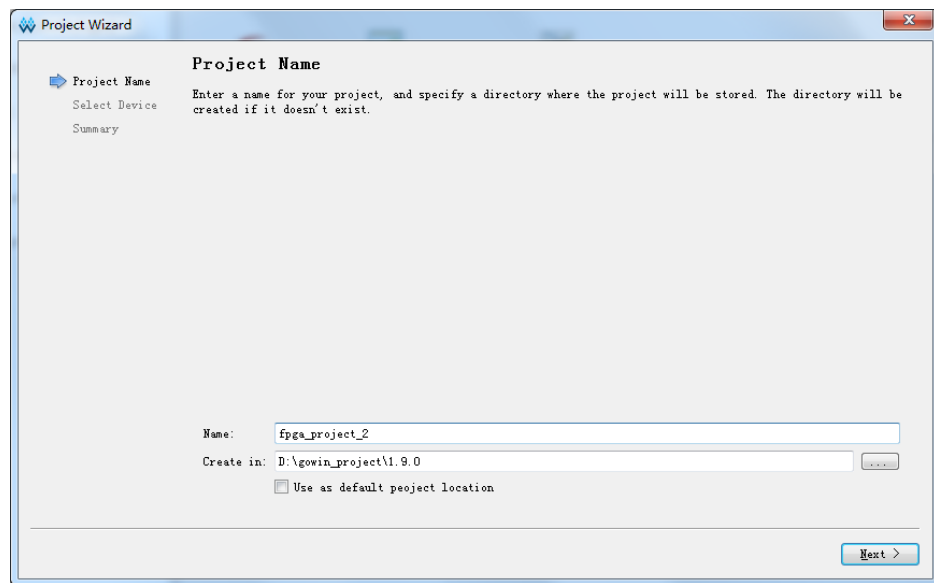 Project Wizard
Project Name
Select Device
Summary
Project Name
Enter a name for your project, and specify a directory where the project will be stored. The directory will be
created if it doesn't exist.
Name: fpga_project_2
Create in: D:\gowin_project\1.9.0 ...
Use as default peoject location
Next >